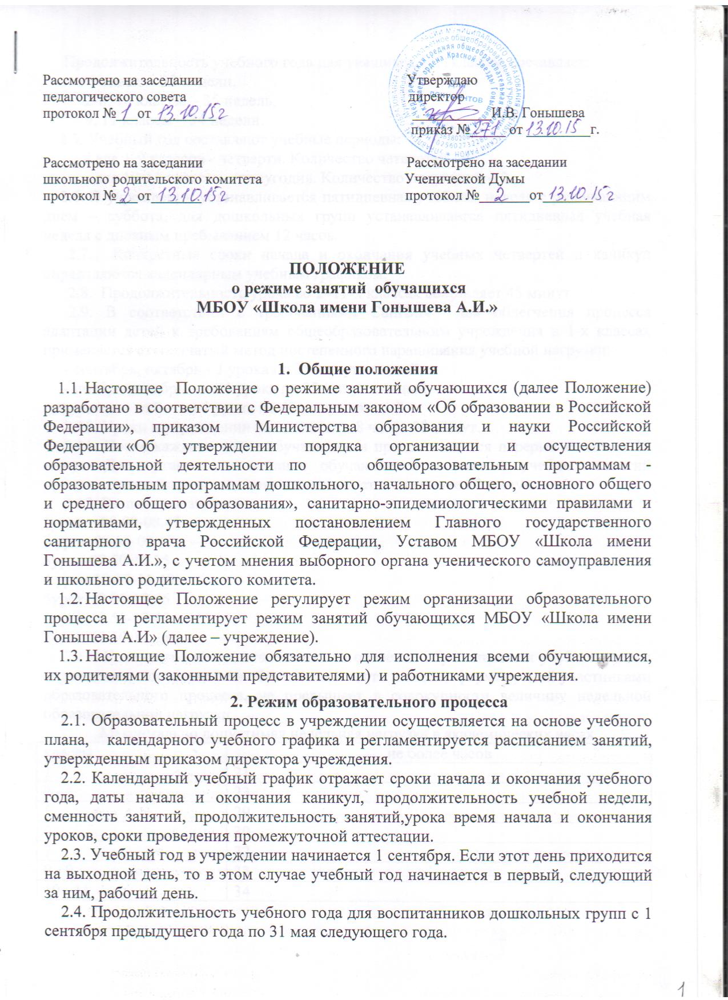 Рассмотрено на заседании
педагогического совета
протокол № 1 от 13.10.15г
Утверждаю
директор
И.В. Гонышева
приказ № 271 от 13.10.15 г.
Для
документов
Рассмотрено на заседании
школьного родительского комитета
протокол № 2 от 13.10.15г
Рассмотрено на заседании
Ученической Думы
протокол № 2 от 13.10.15г
ПОЛОЖЕНИЕ
о режиме занятий обучащихся
МБОУ «Школа имени Гонышева А.И.»
1. Общие положения
1.1. Настоящее Положение о режиме занятий обучающихся (далее Положение)
разработано в соответствии с Федеральным законом «Об образовании в Российской
Федерации», приказом Министерства образования и науки Российской
Федерации «Об утверждении порядка организации и осуществления
образовательной деятельности по общеобразовательным программам -
образовательным программам дошкольного, начального общего, основного общего
и среднего общего образования», санитарно-эпидемиологическими правилами и
нормативами, утвержденных постановлением Главного государственного
санитарного врача Российской Федерации, Уставом МБОУ «Школа имени
Гонышева А.И.», с учетом мнения выборного органа ученического самоуправления
и школьного родительского комитета.
1.2. Настоящее Положение регулирует режим организации образовательного
процесса и регламентирует режим занятий обучающихся МБОУ «Школа имени
Гонышева А.И» (далее – учреждение).
1.3. Настоящие Положение обязательно для исполнения всеми обучающимися,
их родителями (законными представителями) и работниками учреждения.
2. Режим образовательного процесса
2.1. Образовательный процесс в учреждении осуществляется на основе учебного
плана, календарного учебного графика и регламентируется расписанием занятий,
утвержденным приказом директора учреждения.
2.2. Календарный учебный график отражает сроки начала и окончания учебного
года, даты начала и окончания каникул, продолжительность учебной недели,
сменность занятий, продолжительность занятий,урока время начала и окончания
уроков, сроки проведения промежуточной аттестации.
2.3. Учебный год в учреждении начинается 1 сентября. Если этот день приходится
на выходной день, то в этом случае учебный год начинается в первый, следующий
за ним, рабочий день.
2.4. Продолжительность учебного года для воспитанников дошкольных групп с 1
сентября предыдущего года по 31 мая следующего года.
1